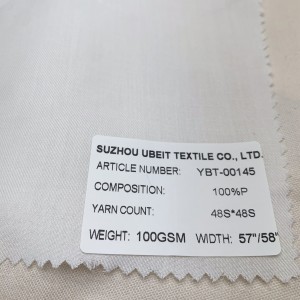 SUZHOU UBEIT TEXTILE CO., LTD.
ARTICLE NUMBER: YBT-00145
COMPOSITION: 100%P
YARN COUNT: 48S*48S
WEIGHT: 100GSM WIDTH: 57"/58"